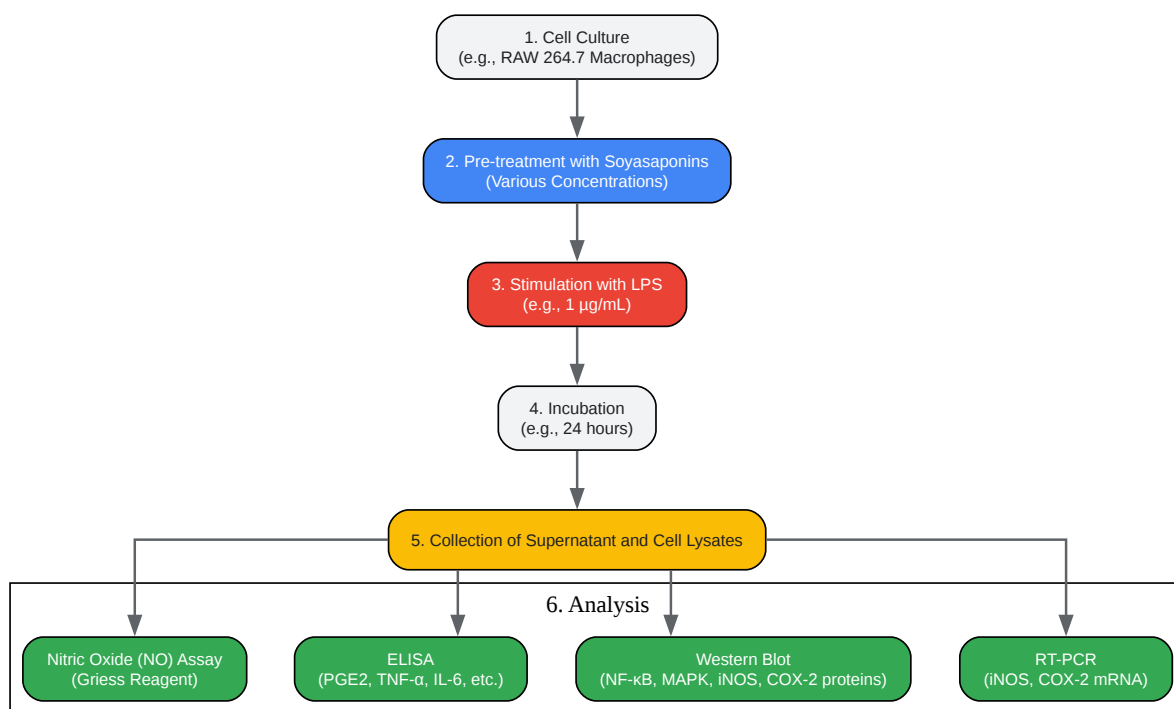 1. Cell Culture
(e.g., RAW 264.7 Macrophages)
2. Pre-treatment with Soyasaponins
(Various Concentrations)
3. Stimulation with LPS
(e.g., 1 µg/mL)
4. Incubation
(e.g., 24 hours)
5. Collection of Supernatant and Cell Lysates
6. Analysis
Nitric Oxide (NO) Assay
(Griess Reagent)
ELISA
(PGE2, TNF-α, IL-6, etc.)
Western Blot
(NF-κB, MAPK, iNOS, COX-2 proteins)
RT-PCR
(iNOS, COX-2 mRNA)